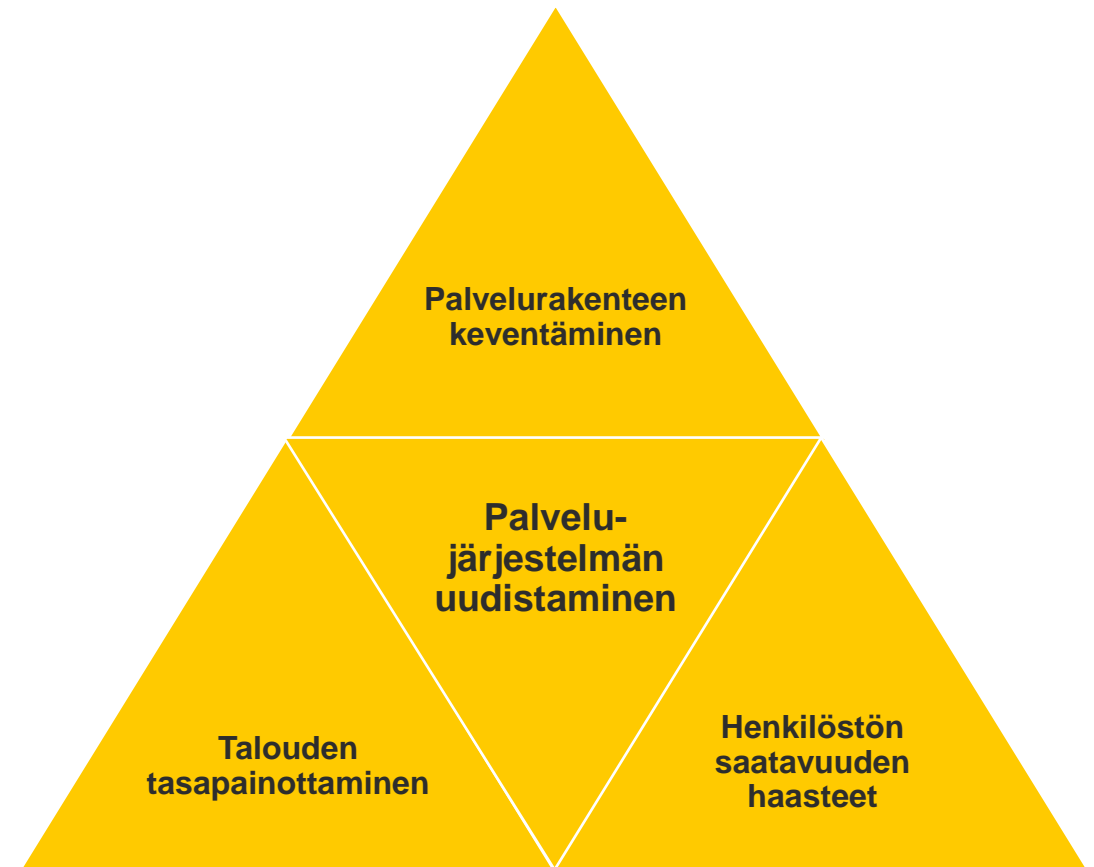 Palvelurakenteen
keventäminen
Palvelu-
järjestelmän
uudistaminen
Talouden
tasapainottaminen
Henkilöstön
saatavuuden
haasteet